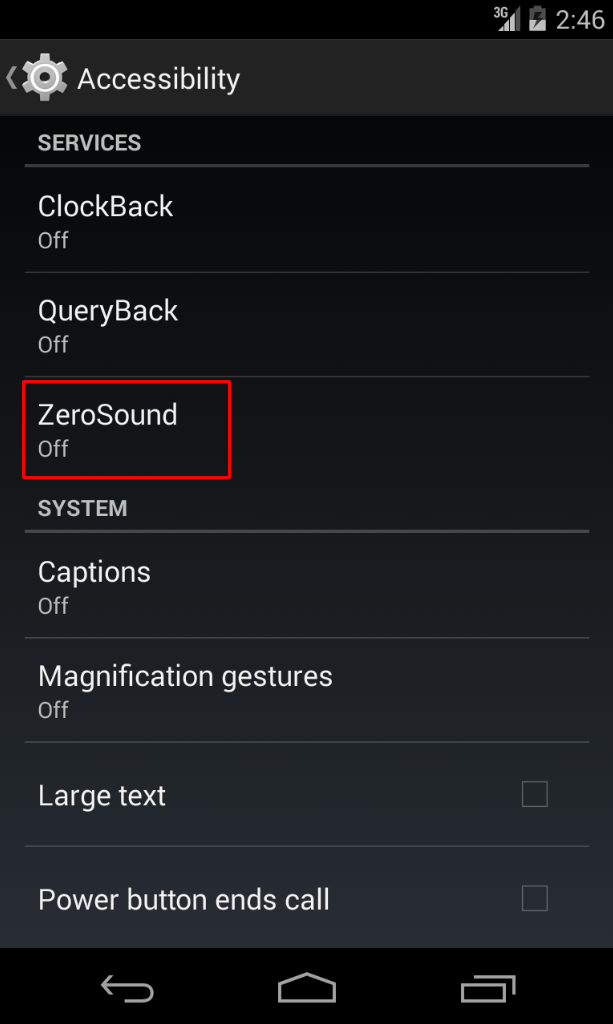 3G 2:46
Accessibility
SERVICES
ClockBack
Off
QueryBack
Off
ZeroSound
Off
SYSTEM
Captions
Off
Magnification gestures
Off
Large text
Power button ends call